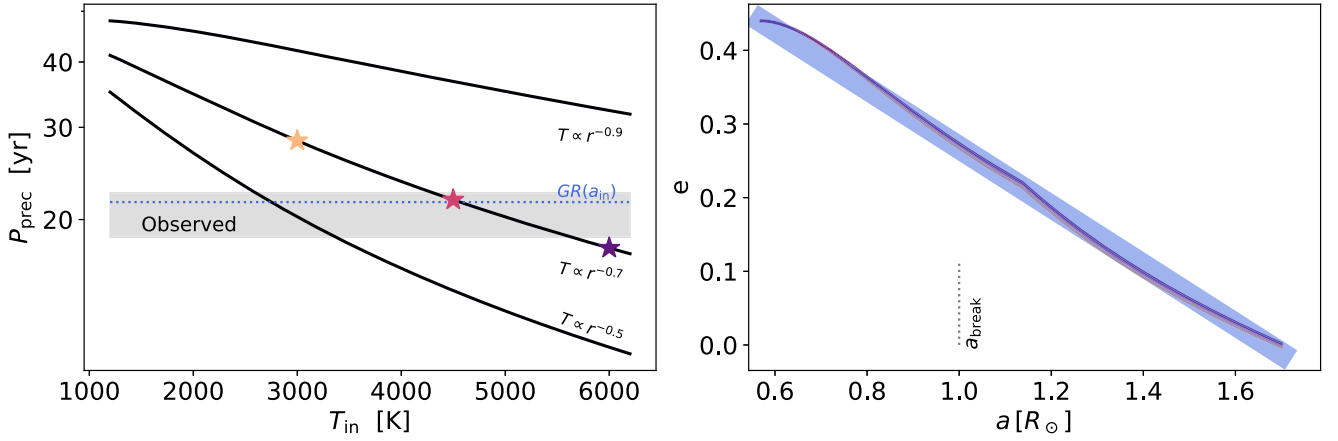 40
30
20
P_prec [yr]
T ∝ r^{-0.9}
GR(a_in)
Observed
T ∝ r^{-0.7}
T ∝ r^{-0.5}
1000 2000 3000 4000 5000 6000
T_in [K]
0.4
0.3
0.2
0.1
0.0
e
a_break
0.6 0.8 1.0 1.2 1.4 1.6
a [R_⊙]